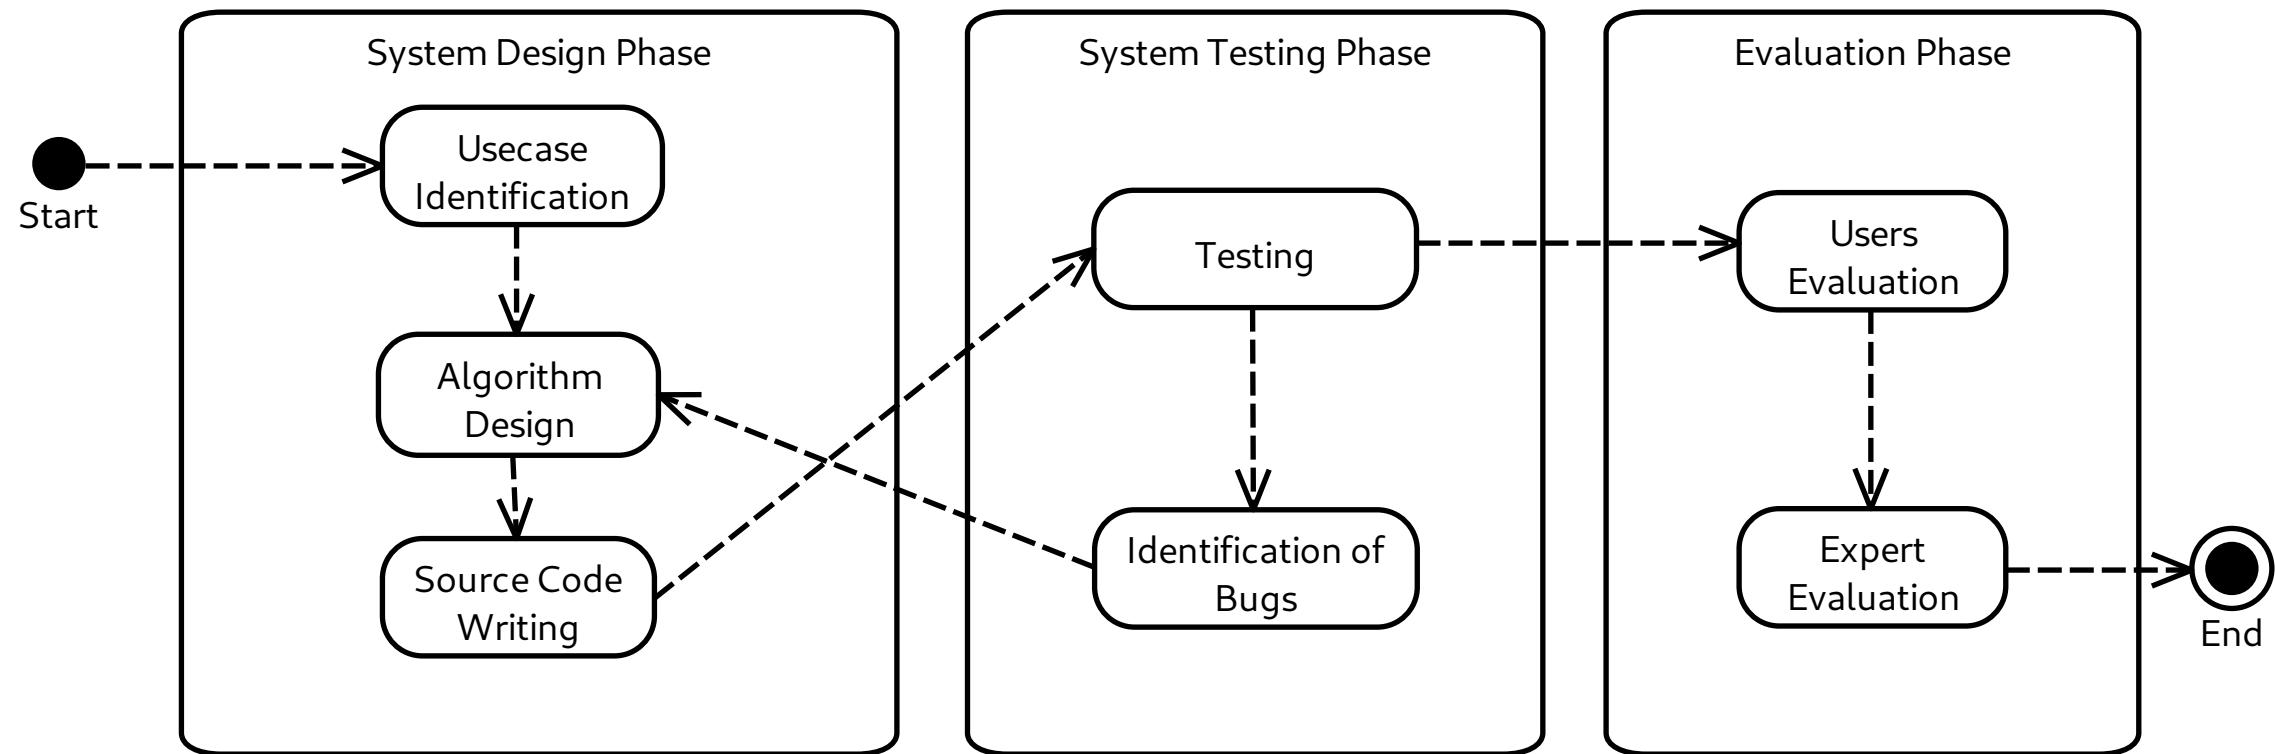 System Design Phase
System Testing Phase
Evaluation Phase
Start
Usecase
Identification
Algorithm
Design
Source Code
Writing
Testing
Identification of
Bugs
Users
Evaluation
Expert
Evaluation
End